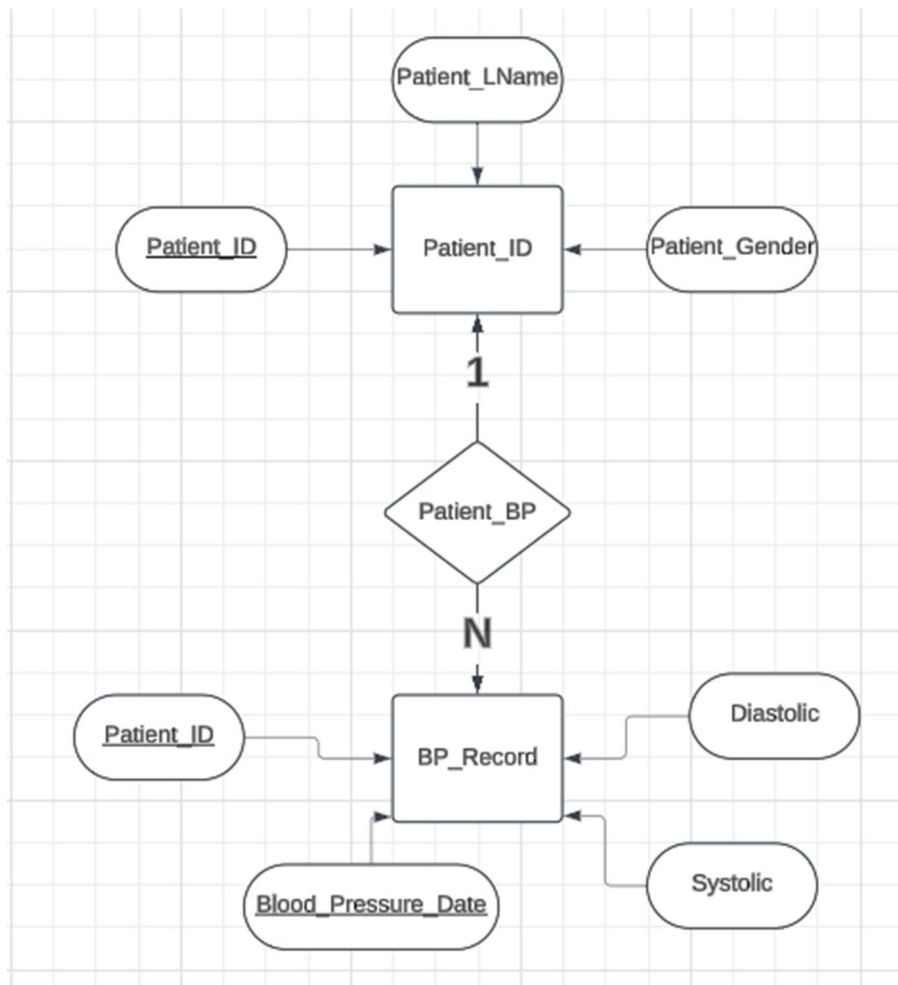 Patient_LName
Patient_ID
Patient_ID
Patient_Gender
1
Patient_BP
N
Diastolic
Patient_ID
BP_Record
Systolic
Blood_Pressure_Date